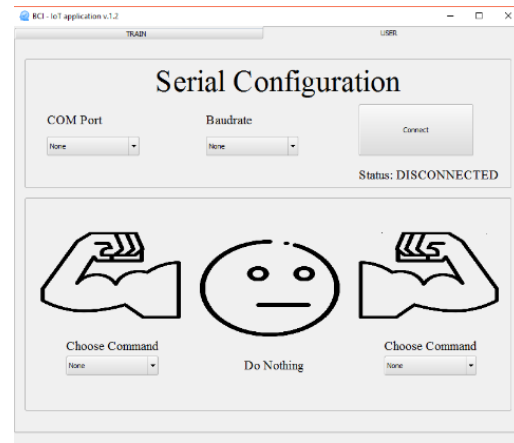 BCI - IoT application v.1.2
TRAIN USER
Serial Configuration
COM Port Baudrate
Connect
None None
Status: DISCONNECTED
Choose Command Choose Command
None Do Nothing None